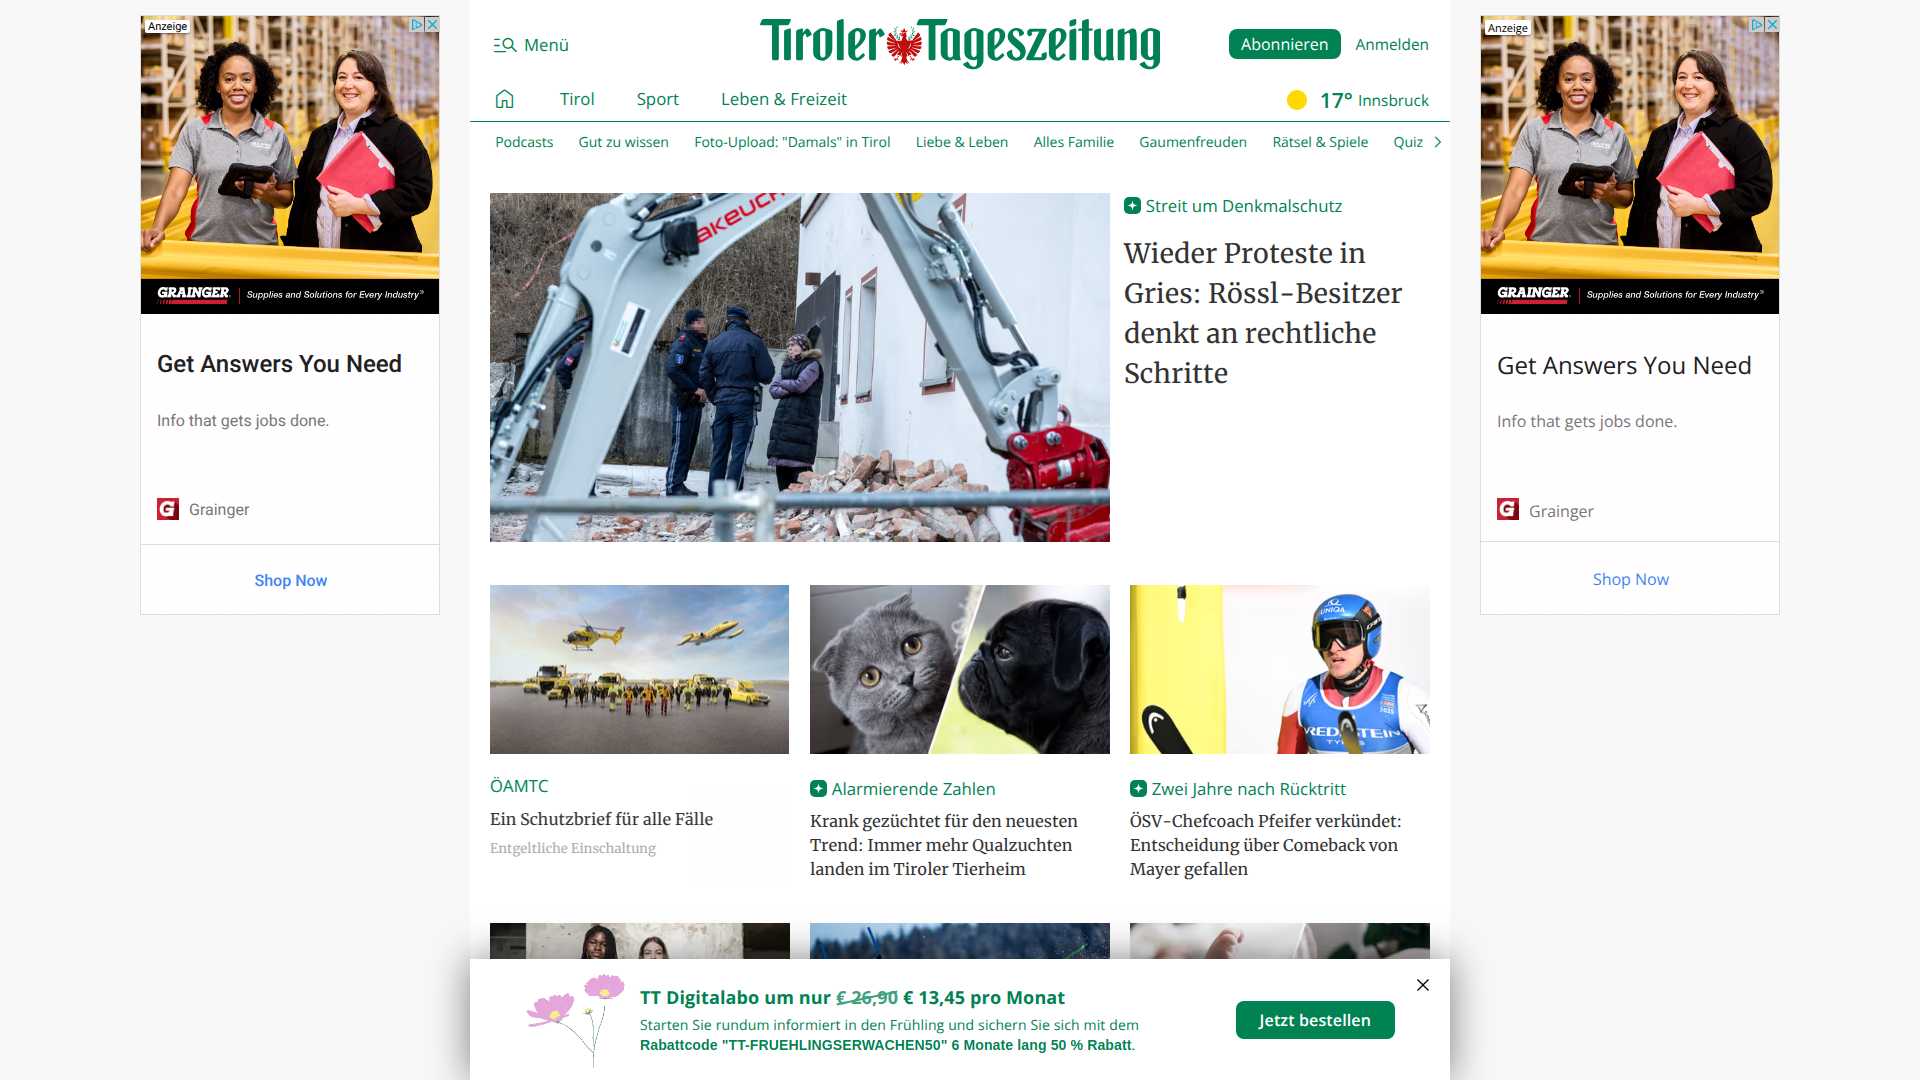 Anzeige
GRAINGER
Supplies and Solutions for Every Industry®
Get Answers You Need
Info that gets jobs done.
G Grainger
Shop Now
Menü
Tiroler Tageszeitung
Abonnieren
Anmelden
Tirol
Sport
Leben & Freizeit
17° Innsbruck
Podcasts
Gut zu wissen
Foto-Upload: "Damals" in Tirol
Liebe & Leben
Alles Familie
Gaumenfreuden
Rätsel & Spiele
Quiz
AKEUCH
Streit um Denkmalschutz
Wieder Proteste in
Gries: Rössl-Besitzer
denkt an rechtliche
Schritte
ÖAMTC
Ein Schutzbrief für alle Fälle
Entgeltliche Einschaltung
Alarmierende Zahlen
Krank gezüchtet für den neuesten
Trend: Immer mehr Qualzuchten
landen im Tiroler Tierheim
UNIQA
2025
Zwei Jahre nach Rücktritt
ÖSV-Chefcoach Pfeifer verkündet:
Entscheidung über Comeback von
Mayer gefallen
TT Digitalabo um nur € 26,90 € 13,45 pro Monat
Starten Sie rundum informiert in den Frühling und sichern Sie sich mit dem
Rabattcode "TT-FRUEHLINGSERWACHEN50" 6 Monate lang 50 % Rabatt.
Jetzt bestellen
Anzeige
GRAINGER
Supplies and Solutions for Every Industry®
Get Answers You Need
Info that gets jobs done.
G Grainger
Shop Now